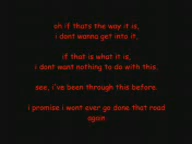 oh if thats the way it is,
i dont wanna get into it,
if that is what it is,
i dont want nothing to do with this.
see, i've been through this before.
i promise i wont ever go done that road
again